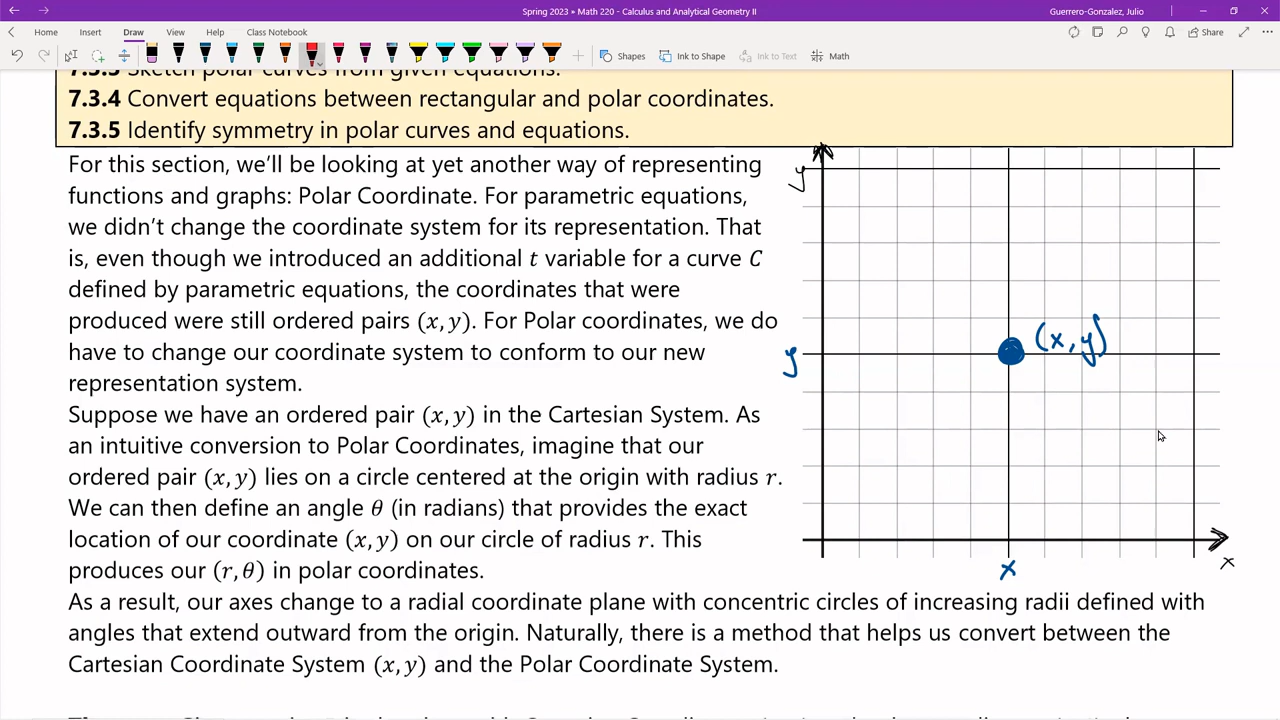 Spring 2023 » Math 220 - Calculus and Analytical Geometry II
Guerrero-Gonzalez, Julio
Home Insert Draw View Help Class Notebook
Share
Shapes Ink to Shape Ink to Text Math
7.3.3 Sketch polar curves from given equations.
7.3.4 Convert equations between rectangular and polar coordinates.
7.3.5 Identify symmetry in polar curves and equations.
For this section, we'll be looking at yet another way of representing
functions and graphs: Polar Coordinate. For parametric equations,
we didn't change the coordinate system for its representation. That
is, even though we introduced an additional t variable for a curve C
defined by parametric equations, the coordinates that were
produced were still ordered pairs (x, y). For Polar coordinates, we do
have to change our coordinate system to conform to our new
representation system.
Suppose we have an ordered pair (x, y) in the Cartesian System. As
an intuitive conversion to Polar Coordinates, imagine that our
ordered pair (x, y) lies on a circle centered at the origin with radius r.
We can then define an angle θ (in radians) that provides the exact
location of our coordinate (x, y) on our circle of radius r. This
produces our (r, θ) in polar coordinates.
As a result, our axes change to a radial coordinate plane with concentric circles of increasing radii defined with
angles that extend outward from the origin. Naturally, there is a method that helps us convert between the
Cartesian Coordinate System (x, y) and the Polar Coordinate System.
y
(x, y)
y
x
x